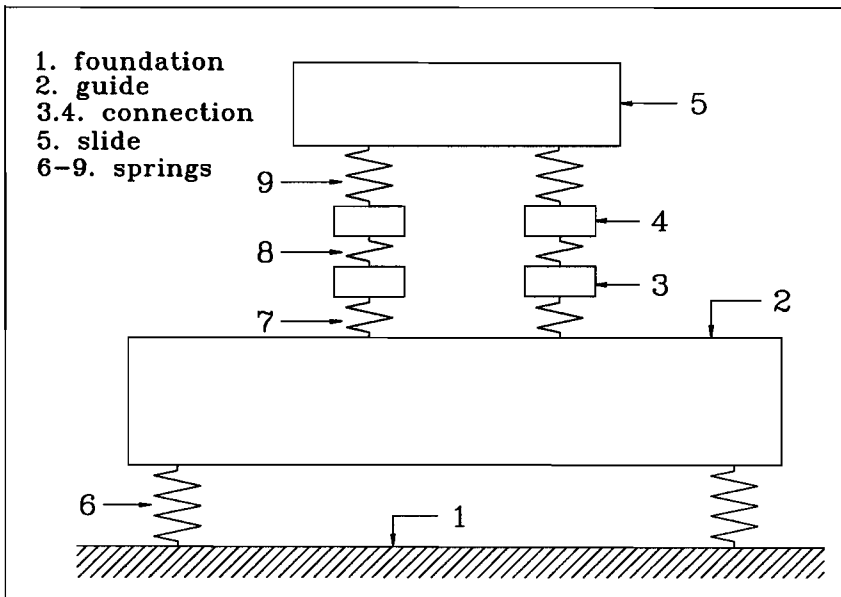 1. foundation
2. guide
3.4. connection
5. slide
6-9. springs
5
9
4
8
3
7
2
6
1